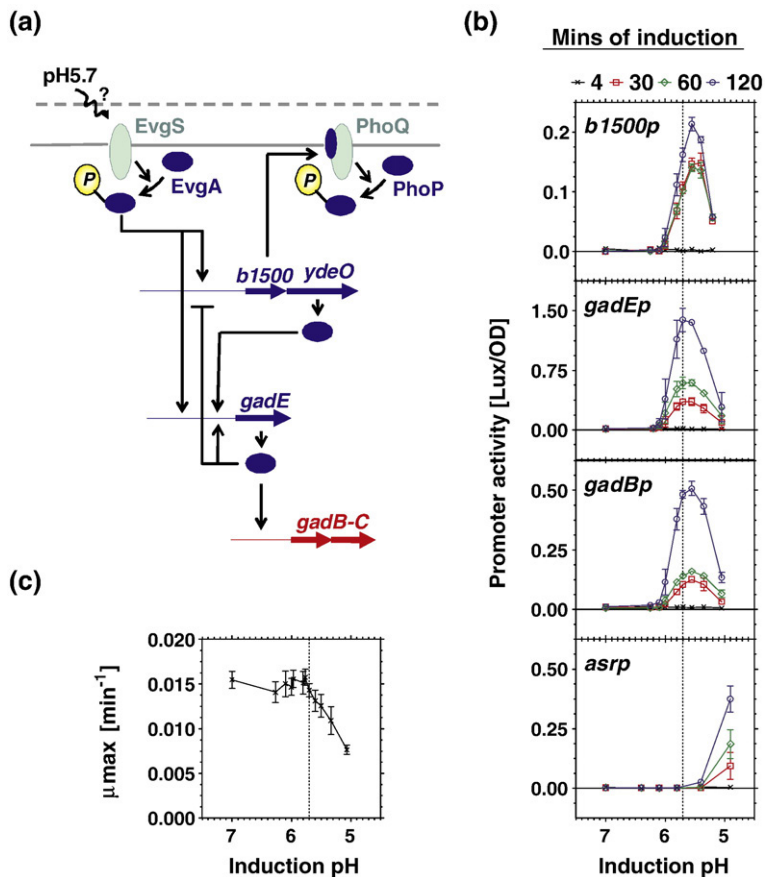 (a)
pH5.7
?
EvgS
PhoQ
P
EvgA
P
PhoP
b1500
ydeO
gadE
gadB-C
(b)
Mins of induction
4 30 60 120
b1500p
0.2
0.1
0.0
gadEp
1.50
0.75
0.00
gadBp
0.50
0.25
0.00
asrp
0.50
0.25
0.00
Promoter activity [Lux/OD]
7 6 5
Induction pH
(c)
0.020
0.015
0.010
0.005
0.000
μmax [min-1]
7 6 5
Induction pH